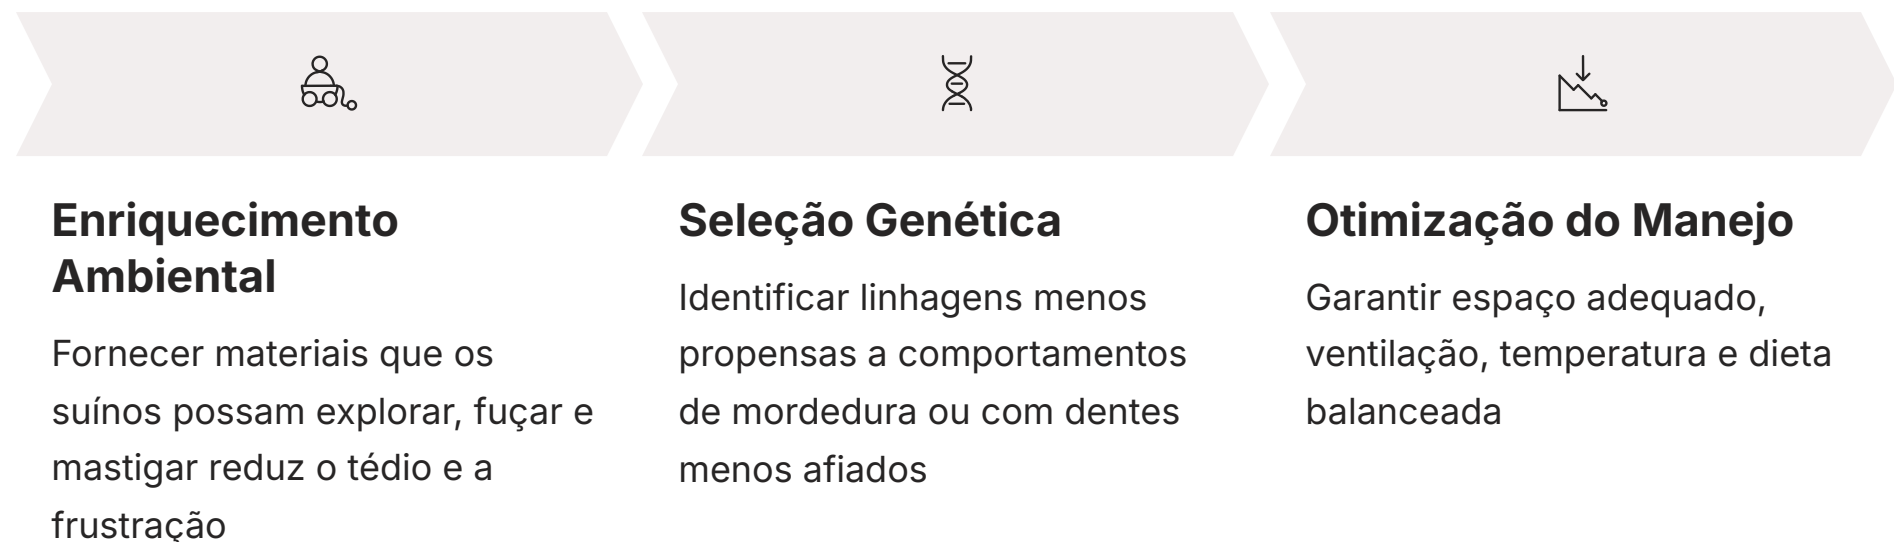 Enriquecimento
Ambiental
Fornecer materiais que os
suínos possam explorar, fuçar e
mastigar reduz o tédio e a
frustração
Seleção Genética
Identificar linhagens menos
propensas a comportamentos
de mordedura ou com dentes
menos afiados
Otimização do Manejo
Garantir espaço adequado,
ventilação, temperatura e dieta
balanceada